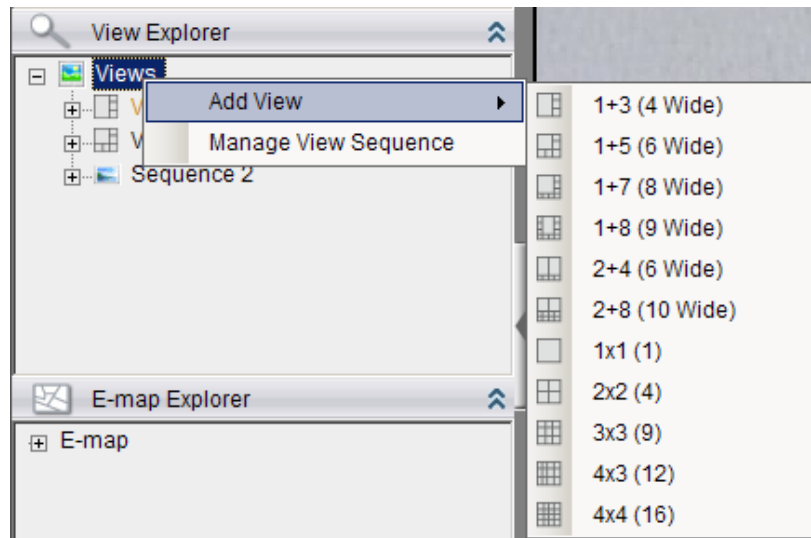 View Explorer
Views
Add View
Manage View Sequence
Sequence 2
1+3 (4 Wide)
1+5 (6 Wide)
1+7 (8 Wide)
1+8 (9 Wide)
2+4 (6 Wide)
2+8 (10 Wide)
1x1 (1)
2x2 (4)
3x3 (9)
4x3 (12)
4x4 (16)
E-map Explorer
E-map